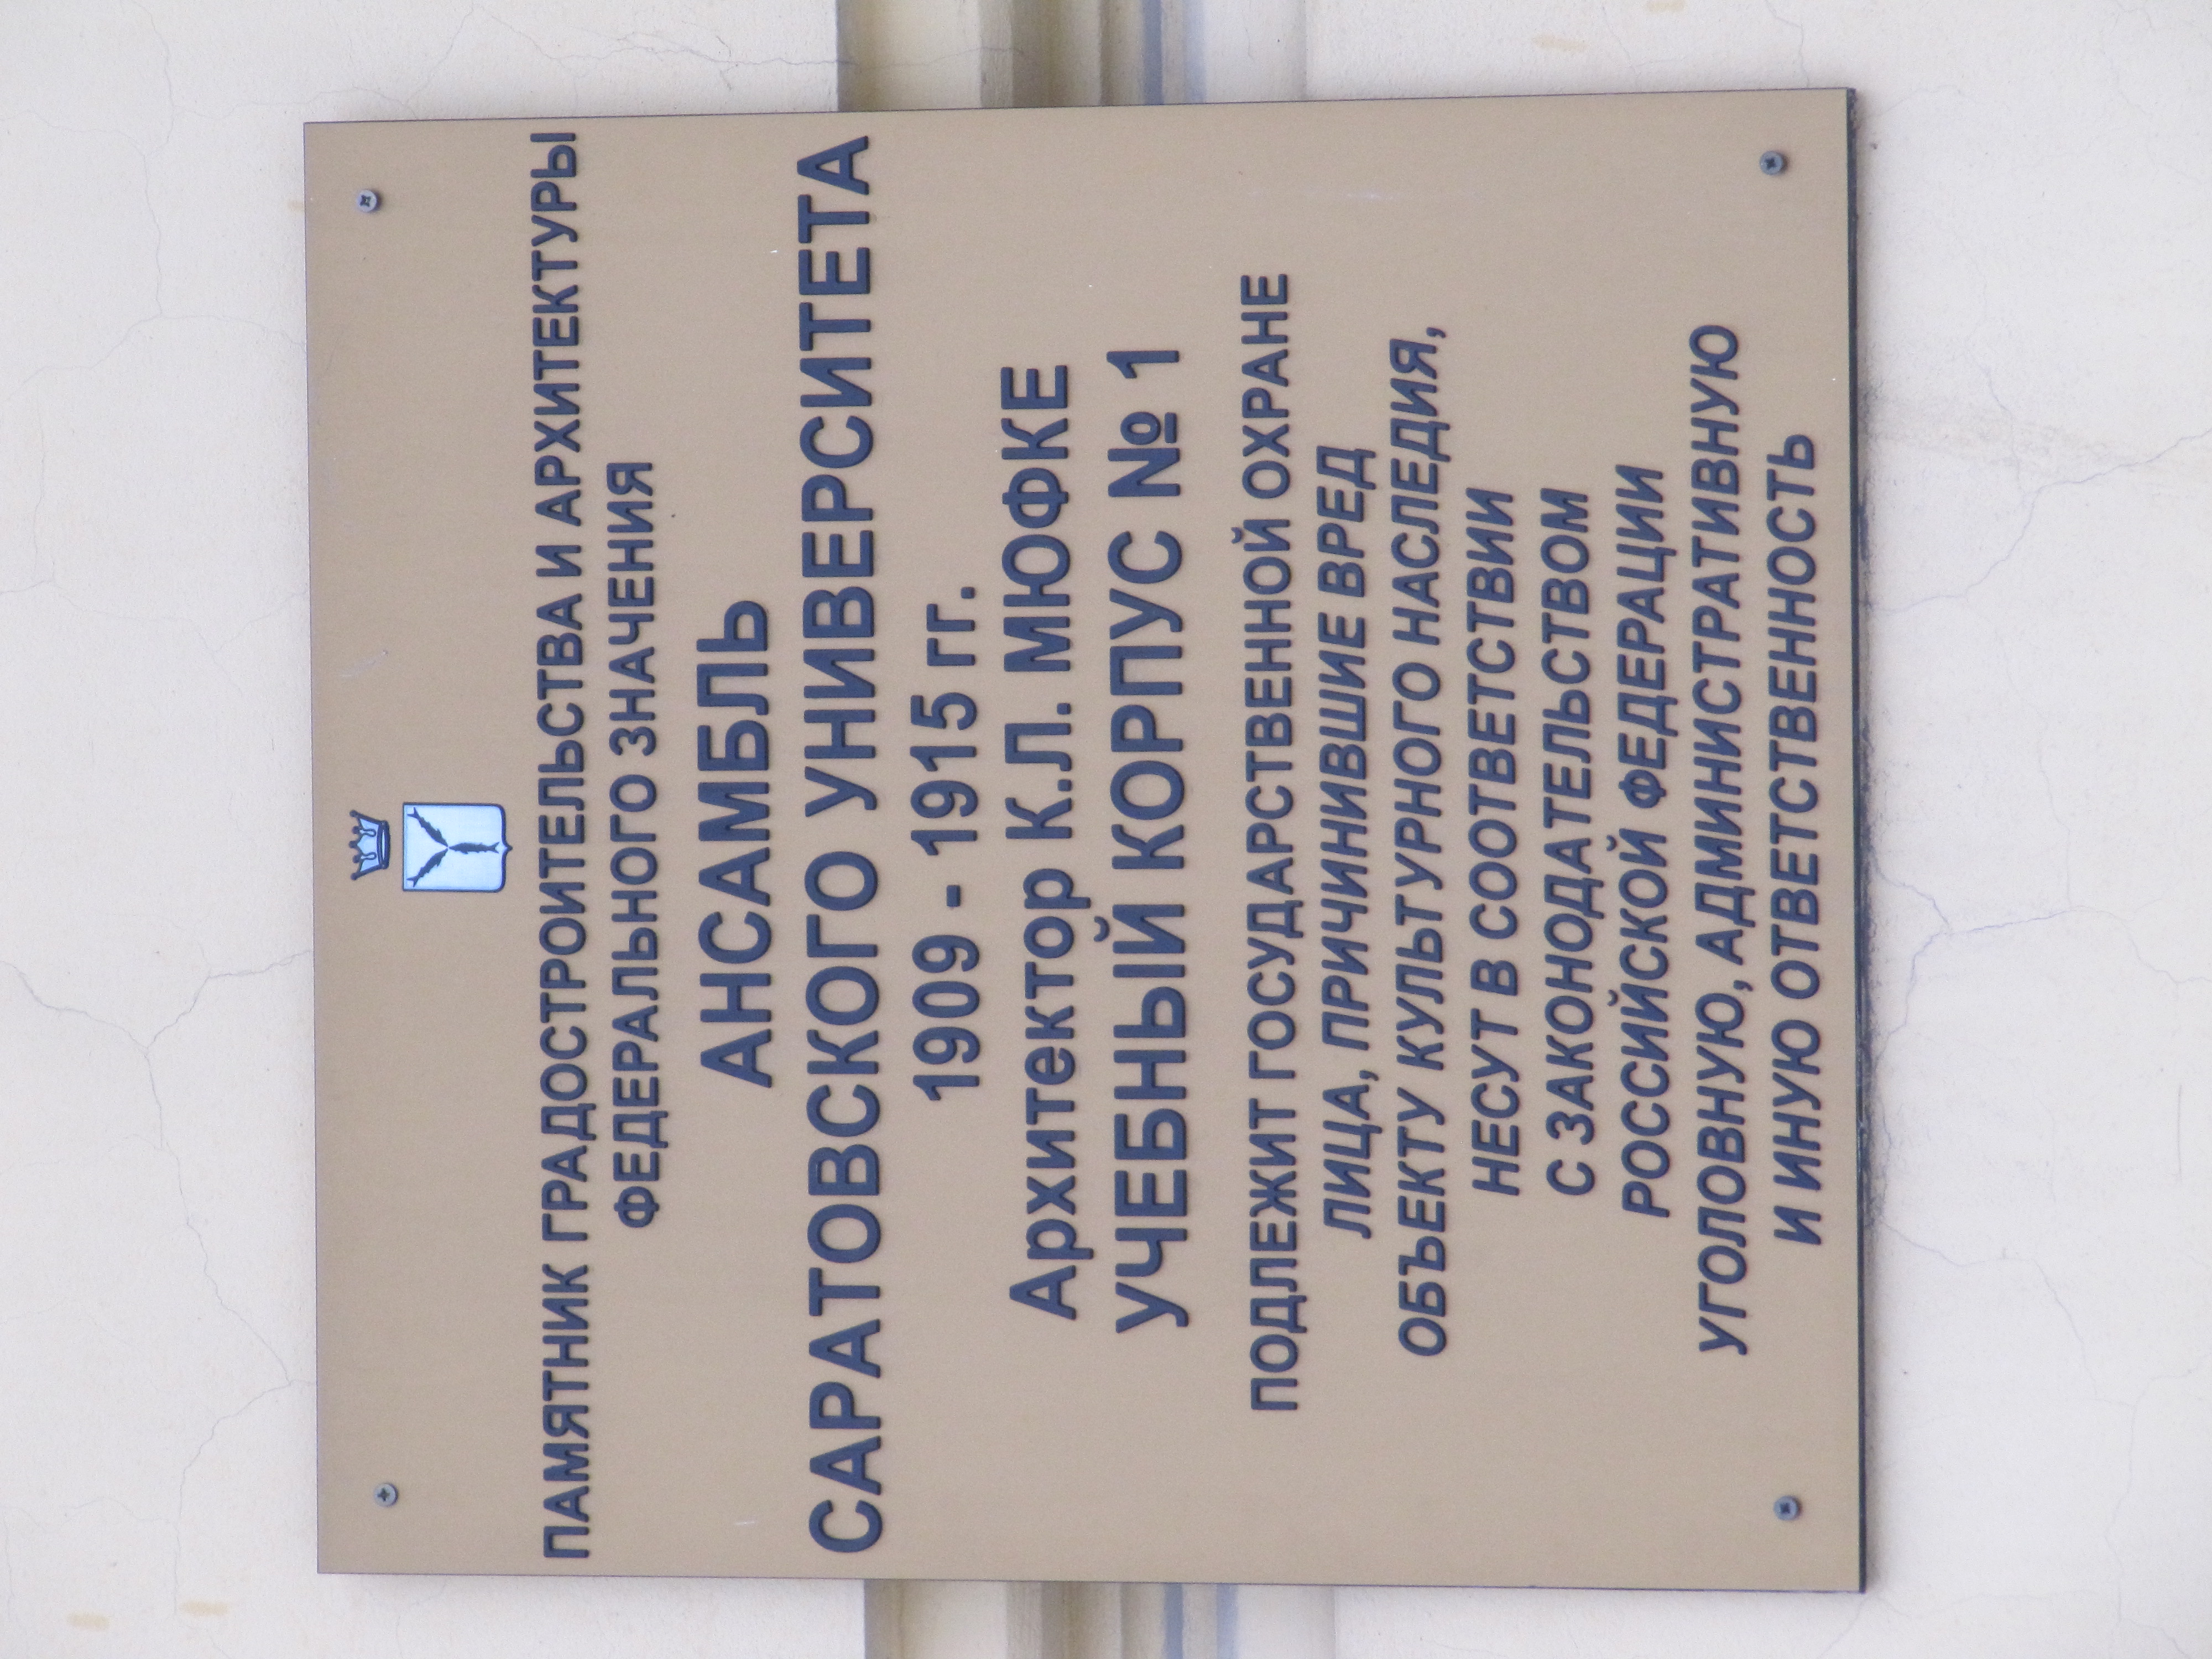 ПАМЯТНИК ГРАДОСТРОИТЕЛЬСТВА И АРХИТЕКТУРЫ
ФЕДЕРАЛЬНОГО ЗНАЧЕНИЯ
АНСАМБЛЬ
САРАТОВСКОГО УНИВЕРСИТЕТА
1909 - 1915 гг.
Архитектор К.Л. МЮФКЕ
УЧЕБНЫЙ КОРПУС № 1
ПОДЛЕЖИТ ГОСУДАРСТВЕННОЙ ОХРАНЕ
ЛИЦА, ПРИЧИНИВШИЕ ВРЕД
ОБЪЕКТУ КУЛЬТУРНОГО НАСЛЕДИЯ,
НЕСУТ В СООТВЕТСТВИИ
С ЗАКОНОДАТЕЛЬСТВОМ
РОССИЙСКОЙ ФЕДЕРАЦИИ
УГОЛОВНУЮ, АДМИНИСТРАТИВНУЮ
И ИНУЮ ОТВЕТСТВЕННОСТЬ